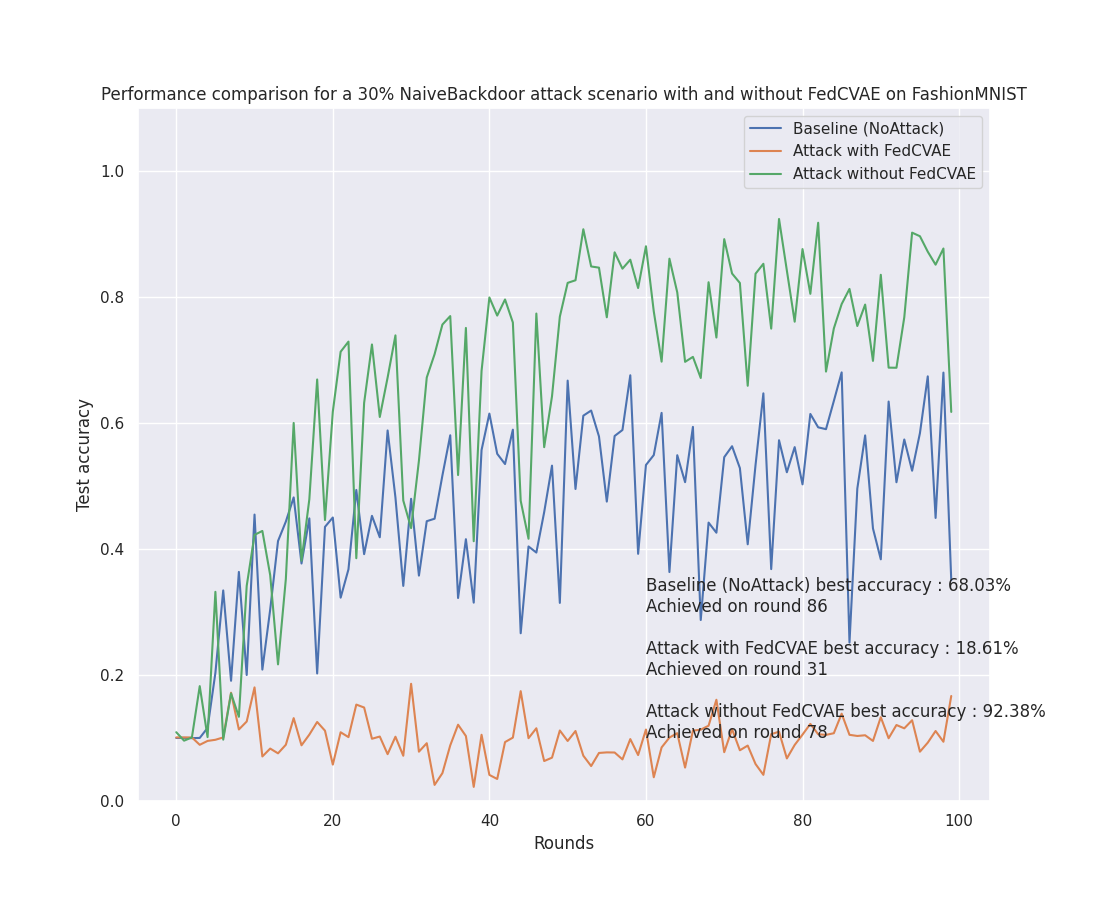 Performance comparison for a 30% NaiveBackdoor attack scenario with and without FedCVAE on FashionMNIST
Baseline (NoAttack)
Attack with FedCVAE
Attack without FedCVAE
1.0
0.8
0.6
0.4
0.2
0.0
Test accuracy
Baseline (NoAttack) best accuracy : 68.03%
Achieved on round 86
Attack with FedCVAE best accuracy : 18.61%
Achieved on round 31
Attack without FedCVAE best accuracy : 92.38%
Achieved on round 78
0
20
40
60
80
100
Rounds